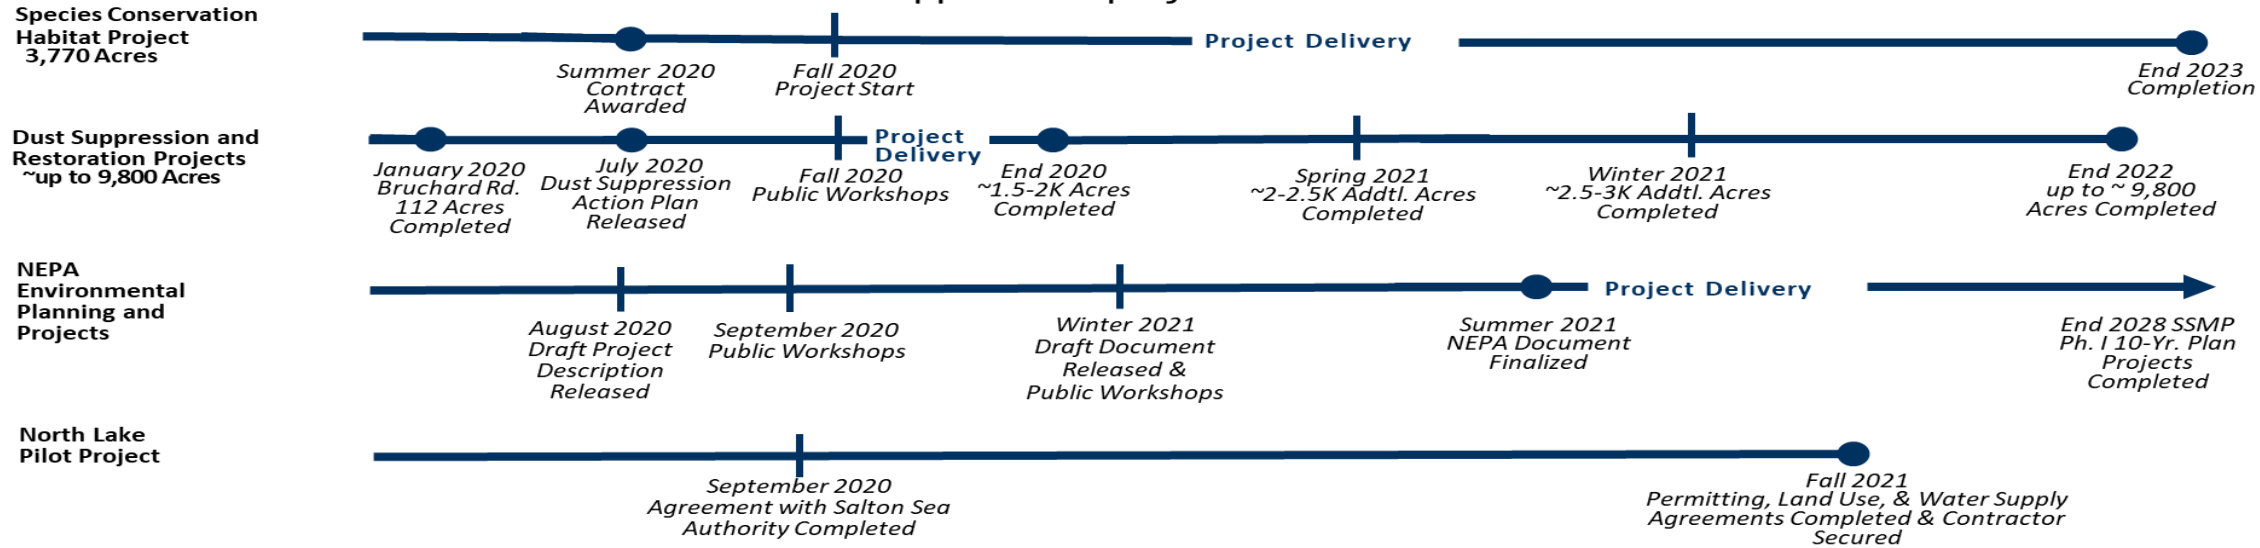 Species Conservation
Habitat Project
3,770 Acres
Project Delivery
Summer 2020
Contract
Awarded
Fall 2020
Project Start
End 2023
Completion
Dust Suppression and
Restoration Projects
~up to 9,800 Acres
Project
Delivery
January 2020
Bruchard Rd.
112 Acres
Completed
July 2020
Dust Suppression
Action Plan
Released
Fall 2020
Public Workshops
End 2020
~1.5-2K Acres
Completed
Spring 2021
~2-2.5K Addtl. Acres
Completed
Winter 2021
~2.5-3K Addtl. Acres
Completed
End 2022
up to ~ 9,800
Acres Completed
NEPA
Environmental
Planning and
Projects
Project Delivery
August 2020
Draft Project
Description
Released
September 2020
Public Workshops
Winter 2021
Draft Document
Released &
Public Workshops
Summer 2021
NEPA Document
Finalized
End 2028 SSMP
Ph. I 10-Yr. Plan
Projects
Completed
North Lake
Pilot Project
September 2020
Agreement with Salton Sea
Authority Completed
Fall 2021
Permitting, Land Use, & Water Supply
Agreements Completed & Contractor
Secured